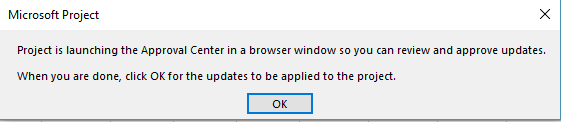 Microsoft Project
Project is launching the Approval Center in a browser window so you can review and approve updates.
When you are done, click OK for the updates to be applied to the project.
OK